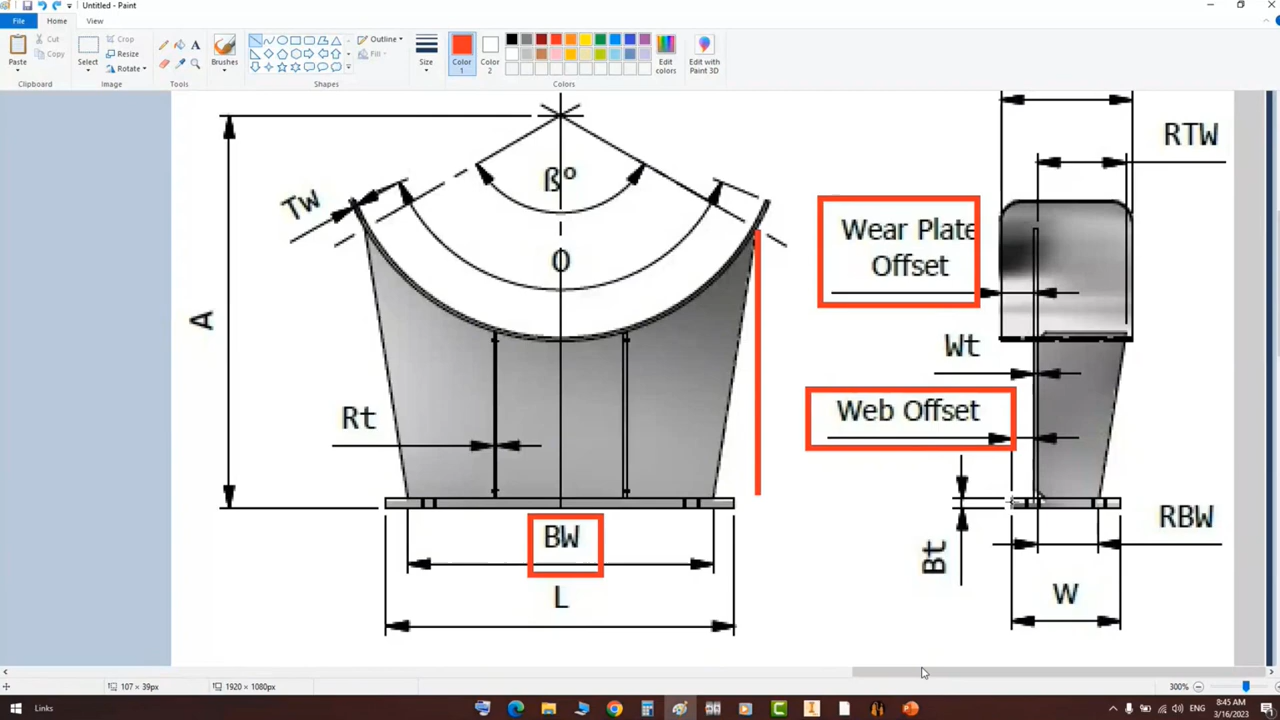 Untitled - Paint
File
Home
View
Paste
Cut
Copy
Clipboard
Select
Crop
Resize
Rotate
Image
Tools
Brushes
Outline
Fill
Shapes
Size
Color
1
Color
2
Edit
colors
Edit with
Paint 3D
Colors
RTW
Tw
ßº
O
Wear Plate
Offset
A
Wt
Rt
Web Offset
BW
Bt
RBW
L
W
107 × 39px
1920 × 1080px
300%
Links
8:45 AM
3/16/2023